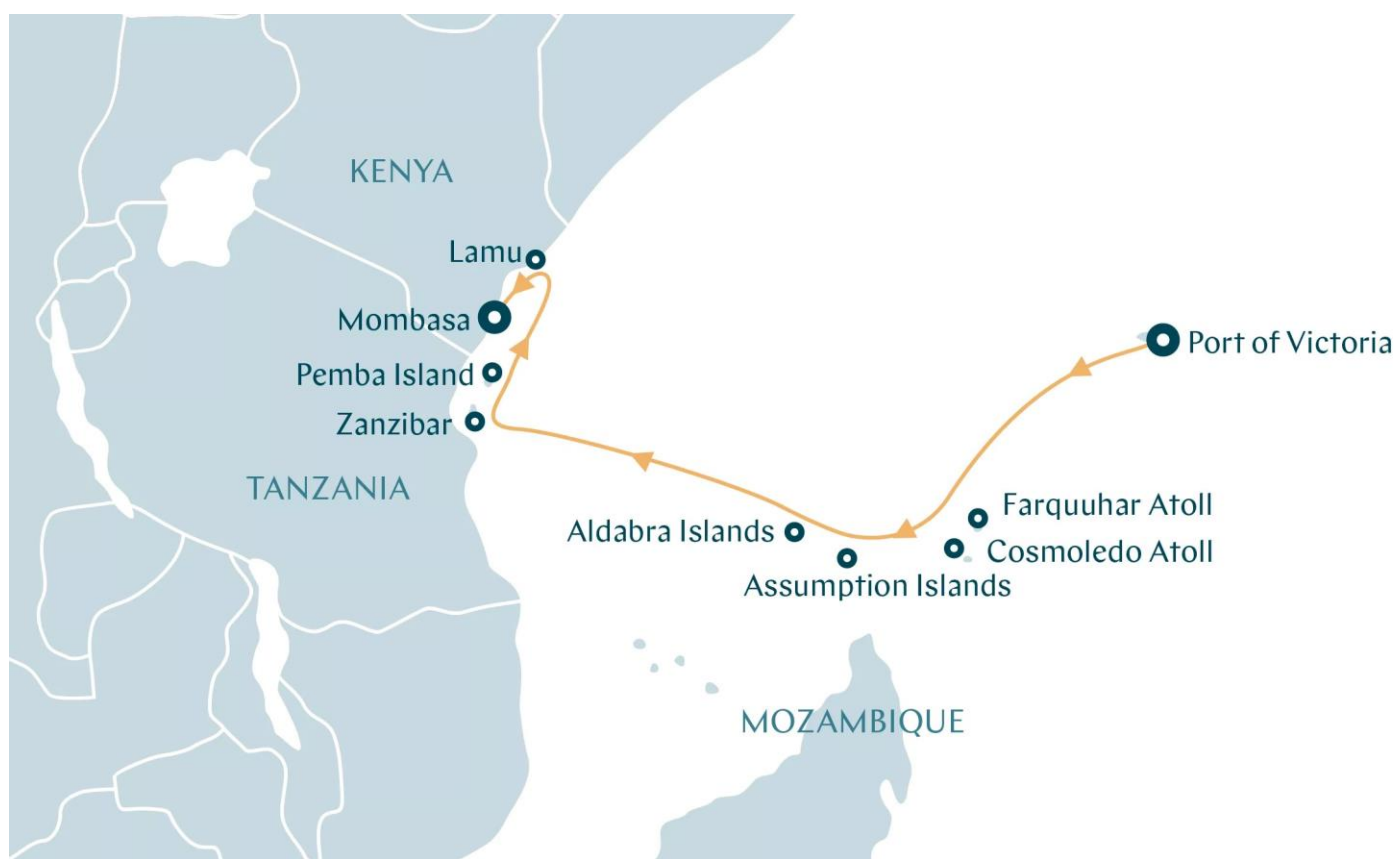 KENYA
Lamu
Mombasa
Port of Victoria
Pemba Island
Zanzibar
TANZANIA
Farquuhar Atoll
Aldabra Islands
Cosmoledo Atoll
Assumption Islands
MOZAMBIQUE